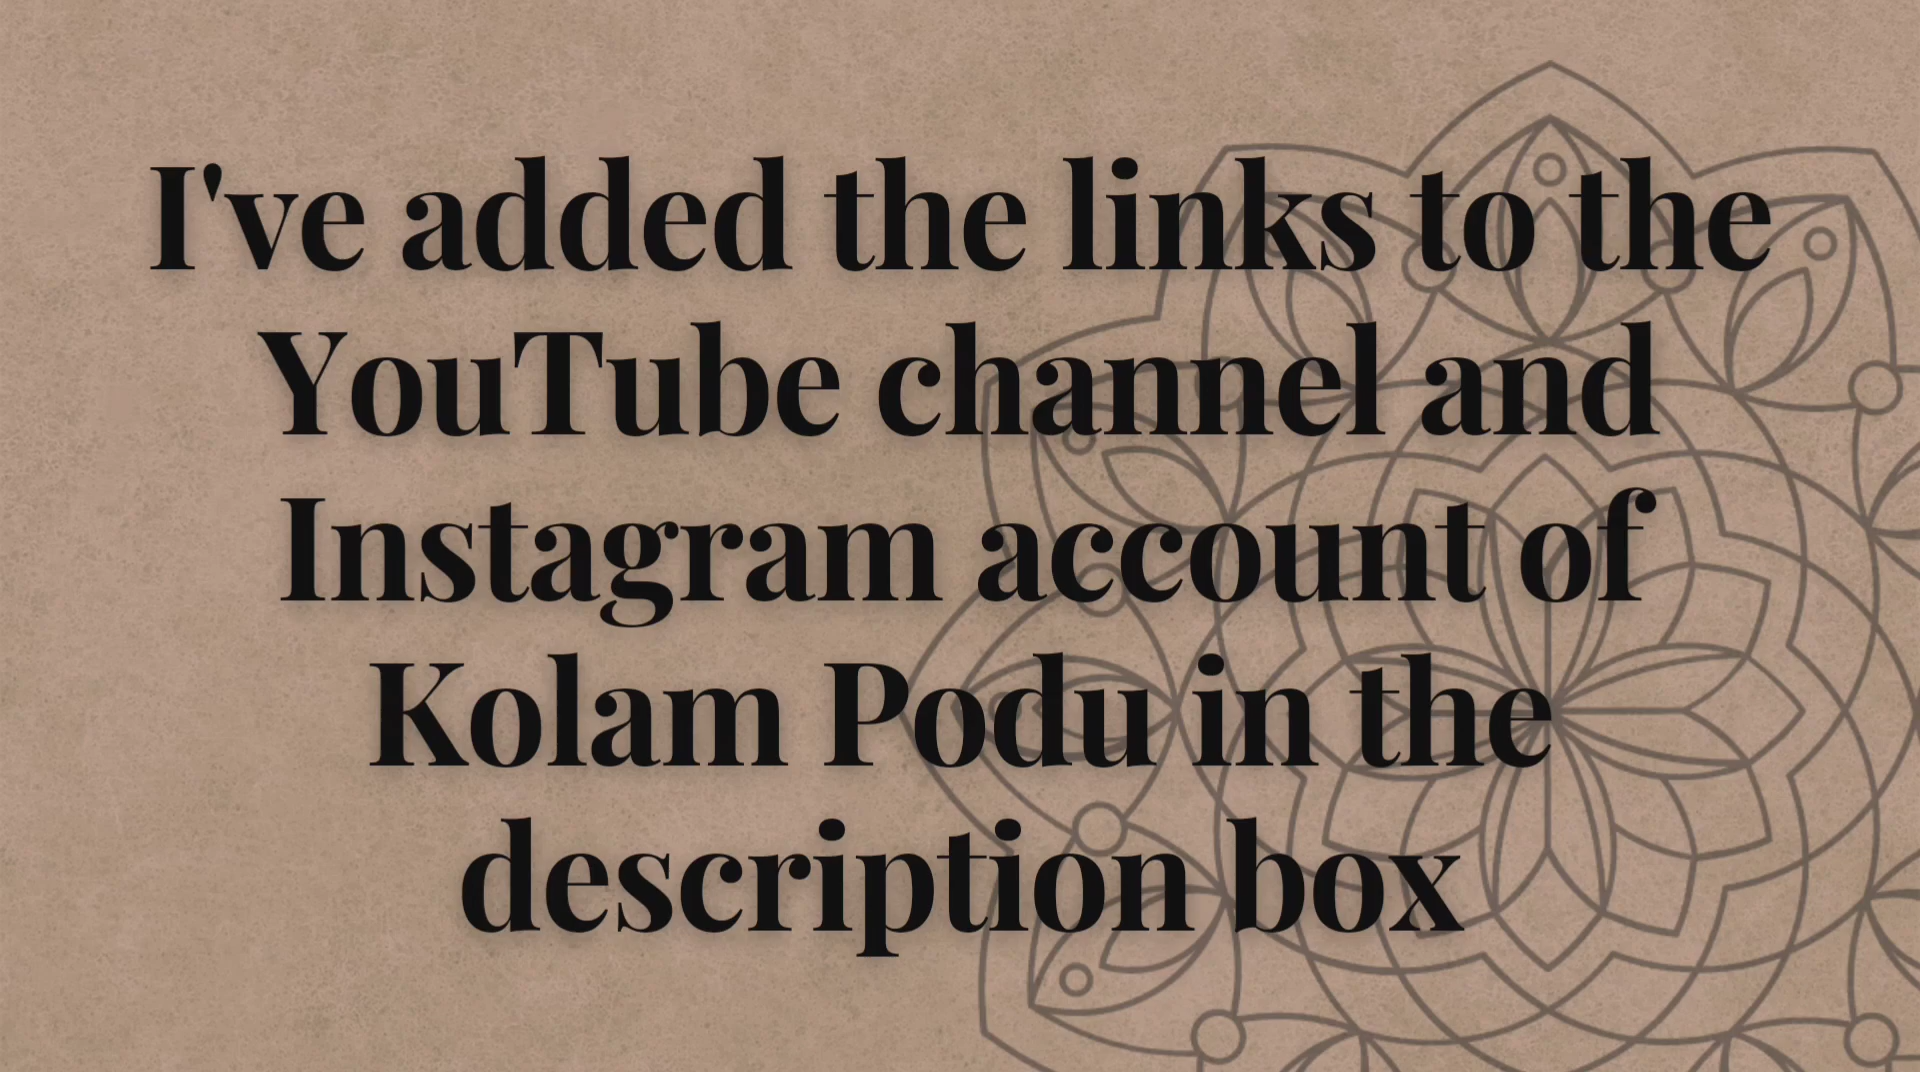 I've added the links to the
YouTube channel and
Instagram account of
Kolam Podu in the
description box